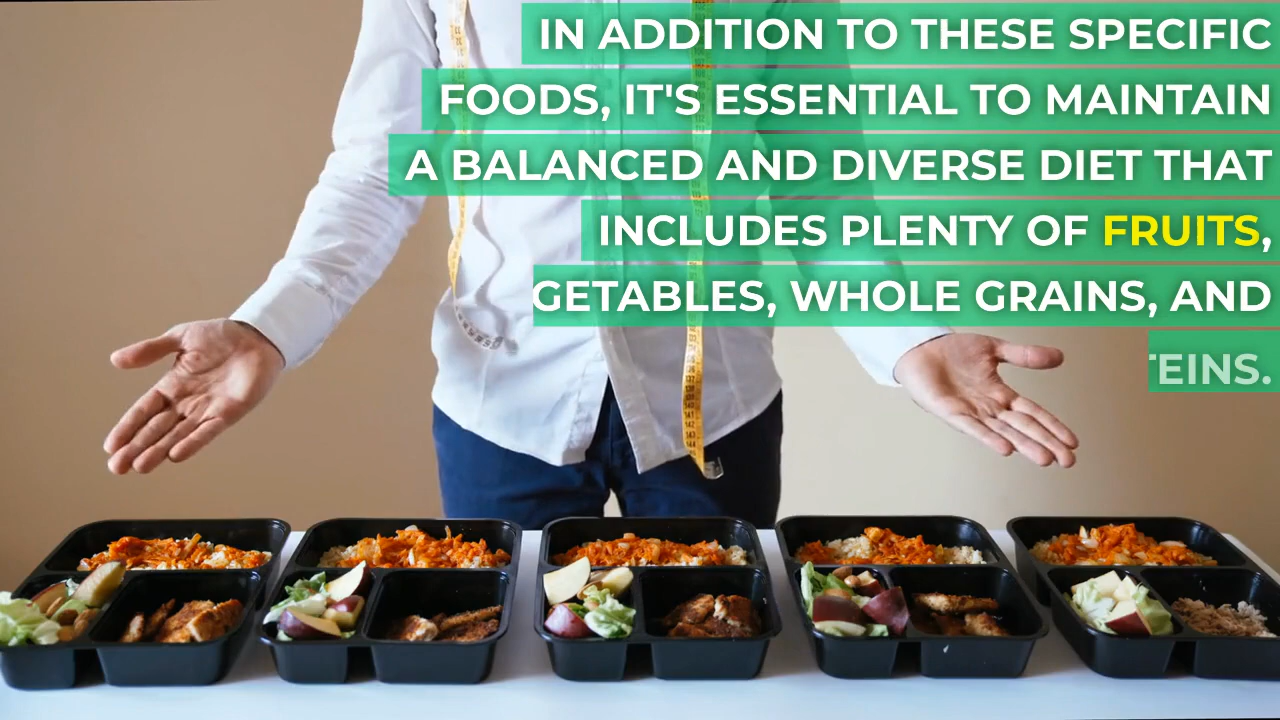 IN ADDITION TO THESE SPECIFIC
FOODS, IT'S ESSENTIAL TO MAINTAIN
A BALANCED AND DIVERSE DIET THAT
INCLUDES PLENTY OF FRUITS,
GETABLES, WHOLE GRAINS, AND
TEINS.